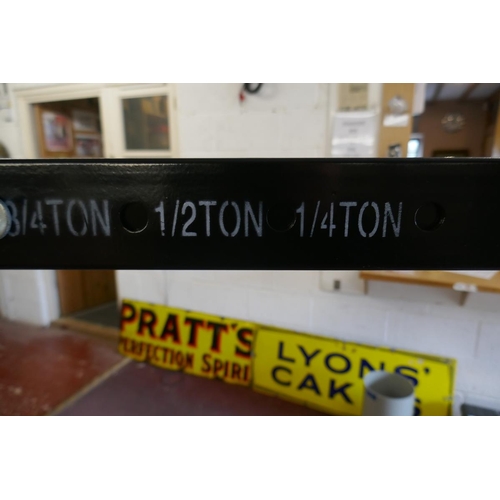 3/4TON 1/2TON 1/4TON
PRATT'S
PERFECTION SPIRI
LYONS'
CAK S